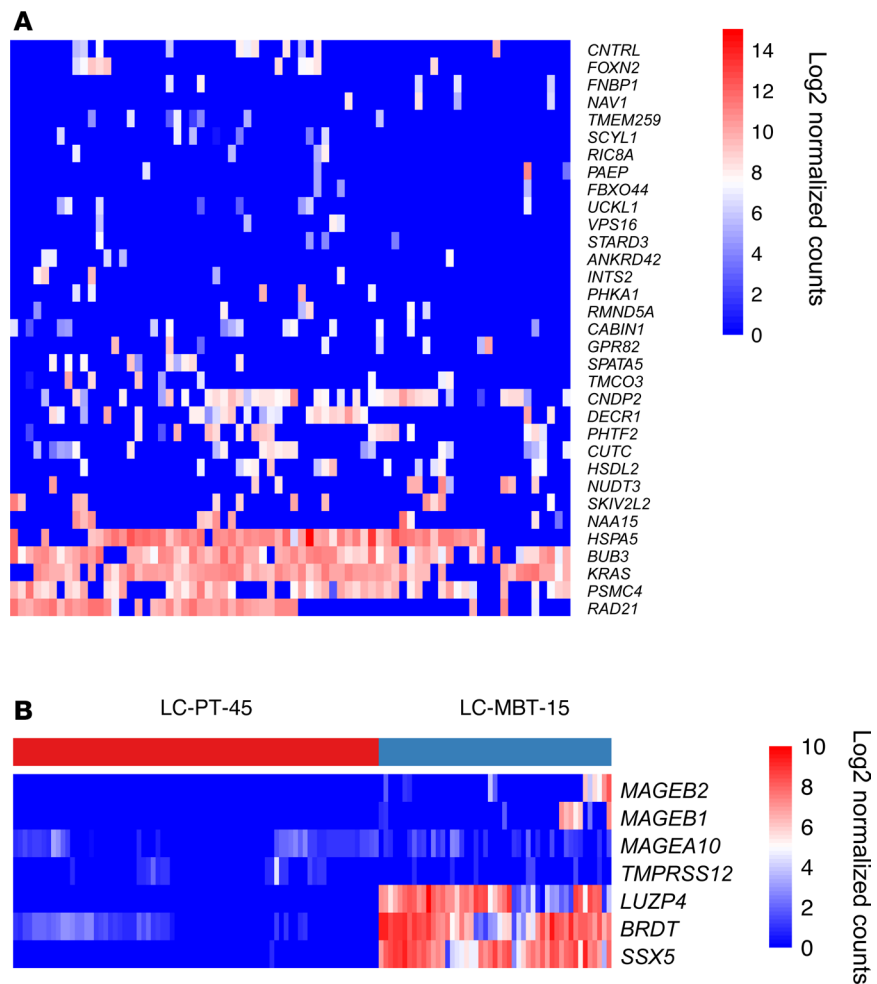 A
CNTRL
FOXN2
FNBP1
NAV1
TMEM259
SCYL1
RIC8A
PAEP
FBXO44
UCKL1
VPS16
STARD3
ANKRD42
INTS2
PHKA1
RMND5A
CABIN1
GPR82
SPATA5
TMCO3
CNDP2
DECR1
PHTF2
CUTC
HSDL2
NUDT3
SKIV2L2
NAA15
HSPA5
BUB3
KRAS
PSMC4
RAD21
14
12
10
8
6
4
2
0
Log2 normalized counts
B
LC-PT-45
LC-MBT-15
MAGEB2
MAGEB1
MAGEA10
TMPRSS12
LUZP4
BRDT
SSX5
10
8
6
4
2
0
Log2 normalized counts